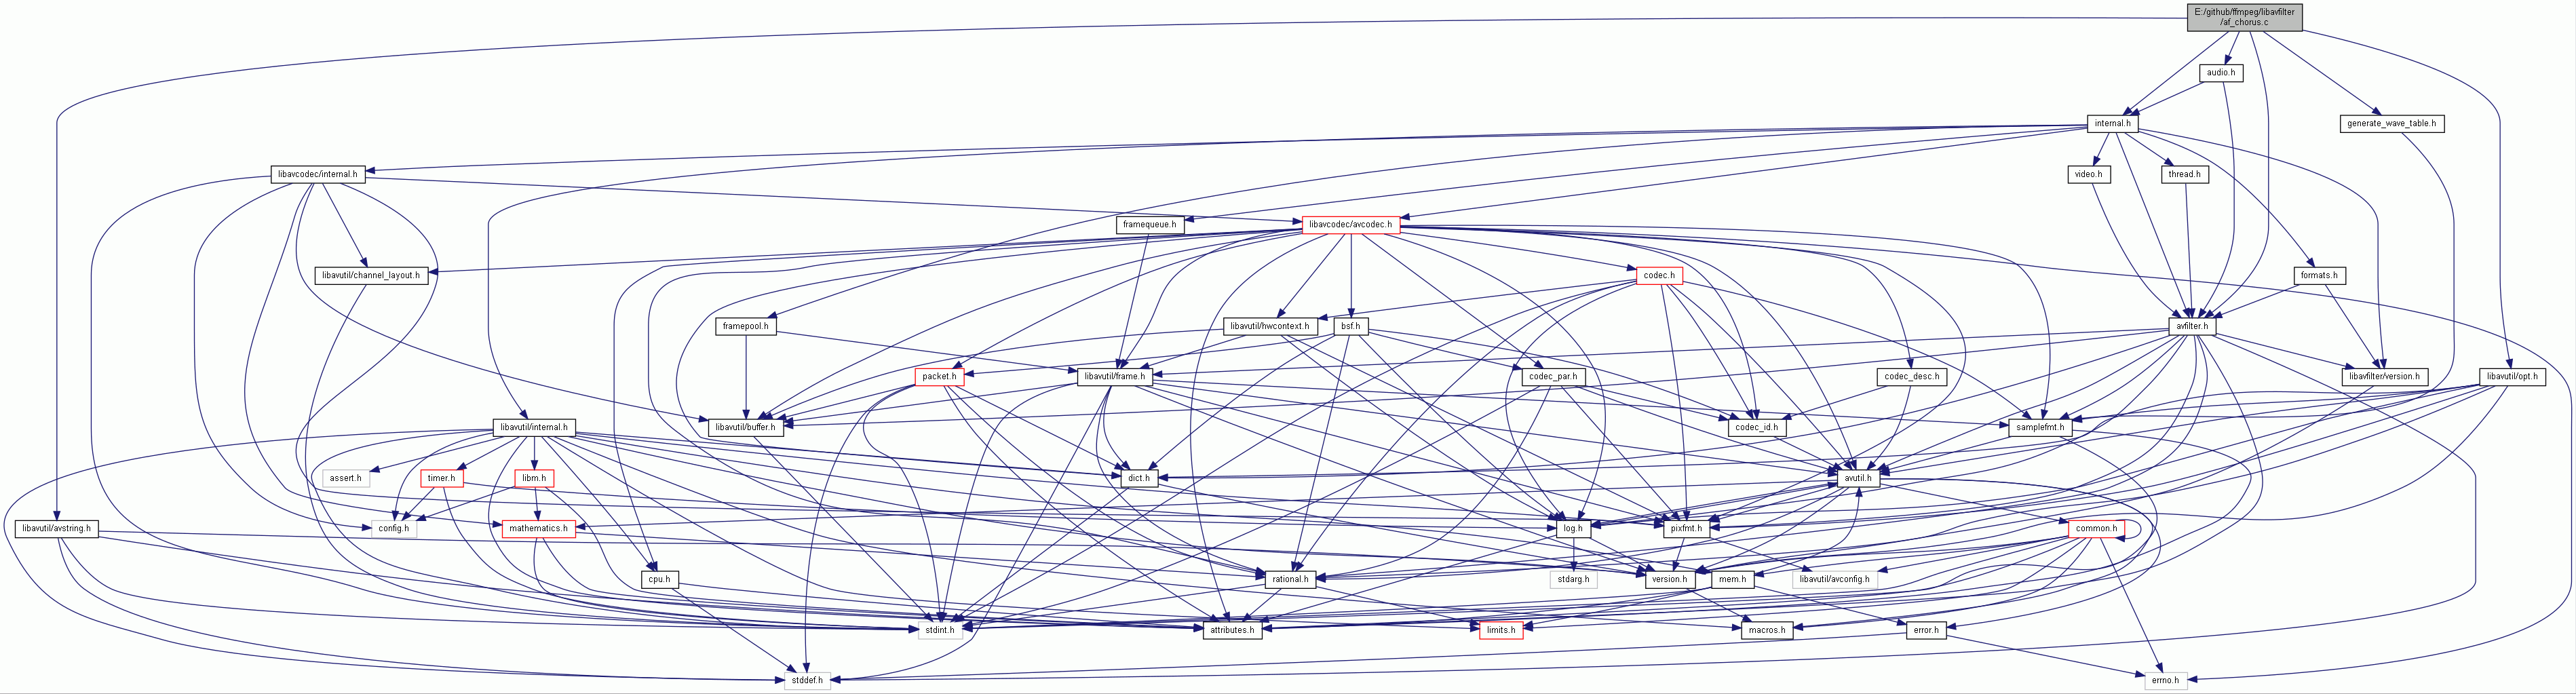 E:/github/ffmpeg/libavfilter
/af_chorus.c
audio.h
internal.h
generate_wave_table.h
libavcodec/internal.h
video.h
thread.h
framequeue.h
libavcodec/avcodec.h
libavutil/channel_layout.h
codec.h
formats.h
framepool.h
libavutil/hwcontext.h
bsf.h
avfilter.h
packet.h
libavutil/frame.h
codec_par.h
codec_desc.h
libavfilter/version.h
libavutil/opt.h
libavutil/internal.h
libavutil/buffer.h
codec_id.h
samplefmt.h
assert.h
timer.h
libm.h
dict.h
avutil.h
libavutil/avstring.h
config.h
mathematics.h
log.h
pixfmt.h
common.h
cpu.h
rational.h
stdarg.h
version.h
mem.h
libavutil/avconfig.h
stdint.h
attributes.h
limits.h
macros.h
error.h
stddef.h
errno.h